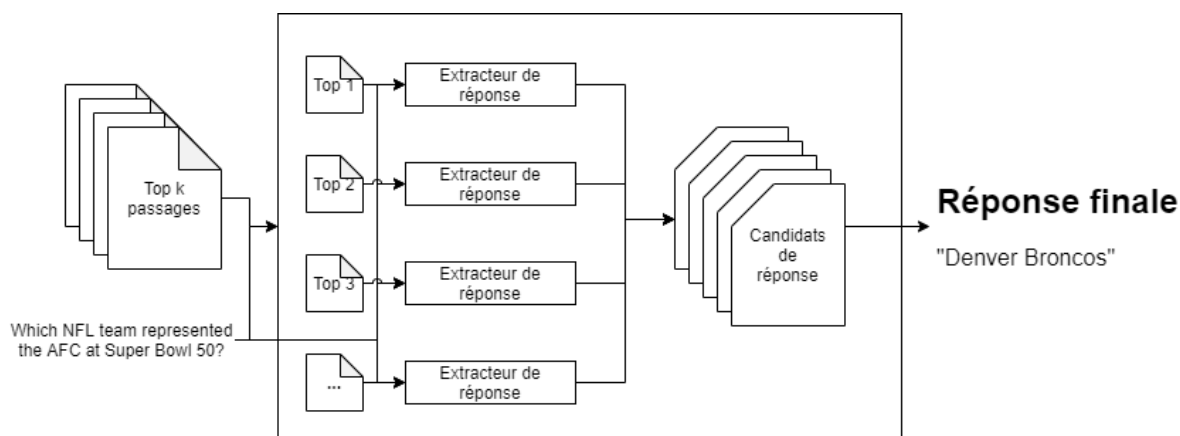 Top k
passages
Which NFL team represented
the AFC at Super Bowl 50?
Top 1
Extracteur de
réponse
Top 2
Extracteur de
réponse
Top 3
Extracteur de
réponse
...
Extracteur de
réponse
Candidats
de
réponse
Réponse finale
"Denver Broncos"